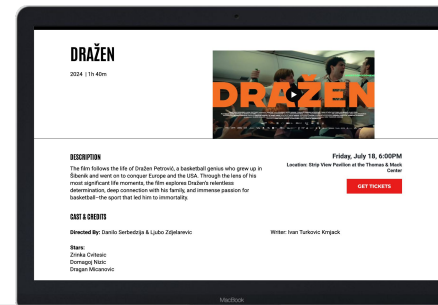 DRAŽEN
2024 | 1h 40m
DRAŽEN
DESCRIPTION
The film follows the life of Dražen Petrović, a basketball genius who grew up in
Šibenik and went on to conquer Europe and the USA. Through the lens of his
most significant life moments, the film explores Dražen's relentless
determination, deep connection with his family, and immense passion for
basketball–the sport that led him to immortality.
Friday, July 18, 6:00PM
Location: Strip View Pavilion at the Thomas & Mack
Center
GET TICKETS
CAST & CREDITS
Directed By: Danilo Serbedzija & Ljubo Zdjelarevic
Writer: Ivan Turkovic Krnjack
Stars:
Zrinka Cvitesic
Domagoj Nizic
Dragan Micanovic
MacBook